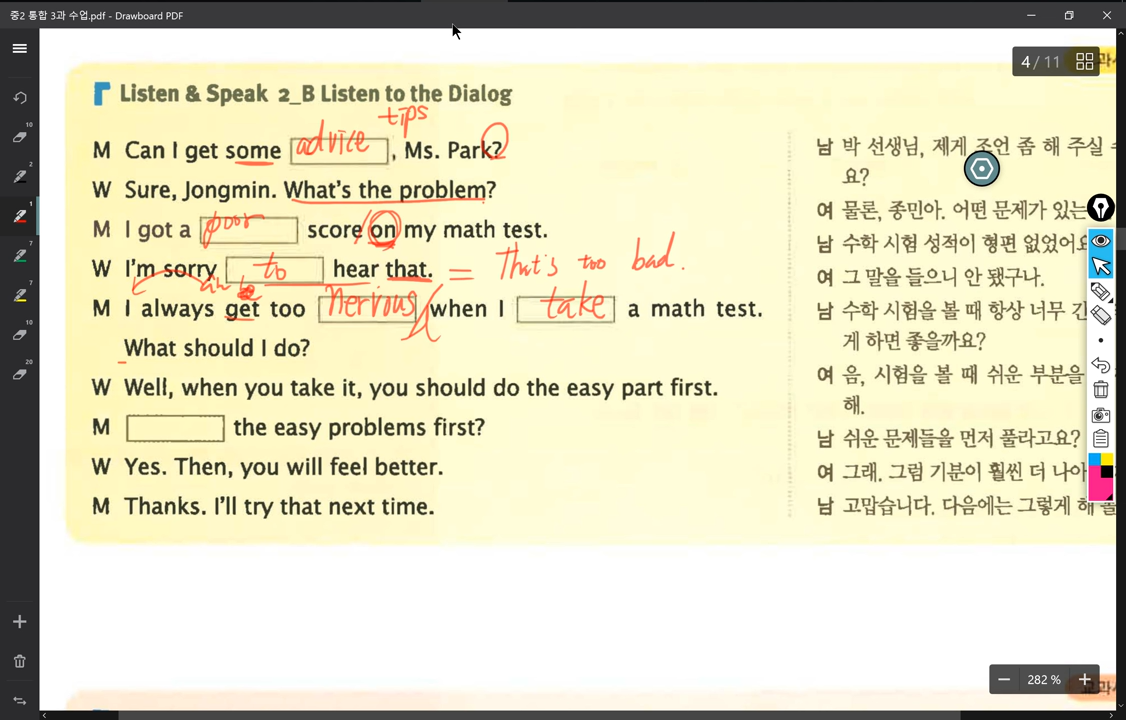 중2 통합 3과 수업.pdf - Drawboard PDF
4 / 11
Listen & Speak 2_B Listen to the Dialog
tips
M Can I get some advice, Ms. Park?
W Sure, Jongmin. What's the problem?
M I got a poor score on my math test.
W I'm sorry to hear that. = That's too bad.
M I always get too nervous when I take a math test.
What should I do?
W Well, when you take it, you should do the easy part first.
M the easy problems first?
W Yes. Then, you will feel better.
M Thanks. I'll try that next time.
남 박 선생님, 제게 조언 좀 해 주실
요?
여 물론, 종민아. 어떤 문제가 있는
남 수학 시험 성적이 형편 없었어요
여 그 말을 들으니 안 됐구나.
남 수학 시험을 볼 때 항상 너무 긴
게 하면 좋을까요?
여 음, 시험을 볼 때 쉬운 부분을
해.
남 쉬운 문제들을 먼저 풀라고요?
여 그래. 그럼 기분이 훨씬 더 나아
남 고맙습니다. 다음에는 그렇게 해
10
2
1
7
7
10
20
282 %